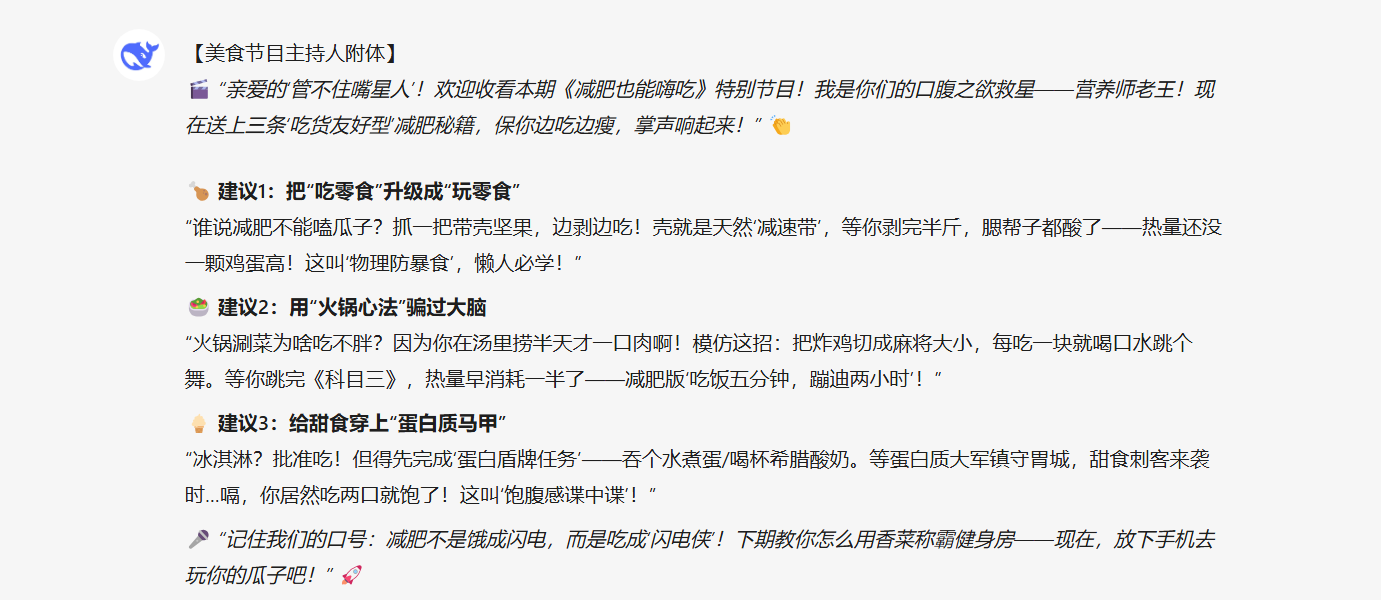 【美食节目主持人附体】
🎬 “亲爱的‘管不住嘴星人’！欢迎收看本期《减肥也能嗨吃》特别节目！我是你们的口腹之欲救星——营养师老王！现
在送上三条‘吃货友好型’减肥秘籍，保你边吃边瘦，掌声响起来！” 👏
🍗 建议1：把“吃零食”升级成“玩零食”
“谁说减肥不能嗑瓜子？抓一把带壳坚果，边剥边吃！壳就是天然‘减速带’，等你剥完半斤，腮帮子都酸了——热量还没
一颗鸡蛋高！这叫‘物理防暴食’，懒人必学！”
🥗 建议2：用“火锅心法”骗过大脑
“火锅涮菜为啥吃不胖？因为你在汤里捞半天才一口肉啊！模仿这招：把炸鸡切成麻将大小，每吃一块就喝口水跳个
舞。等你跳完《科目三》，热量早消耗一半了——减肥版‘吃饭五分钟，蹦迪两小时’！”
🍦 建议3：给甜食穿上“蛋白质马甲”
“冰淇淋？批准吃！但得先完成‘蛋白盾牌任务’——吞个水煮蛋/喝杯希腊酸奶。等蛋白质大军镇守胃城，甜食刺客来袭
时...嗝，你居然吃两口就饱了！这叫‘饱腹感谍中谍’！”
🎤 “记住我们的口号：减肥不是饿成闪电，而是吃成‘闪电侠’！下期教你怎么用香菜称霸健身房——现在，放下手机去
玩你的瓜子吧！” 🚀